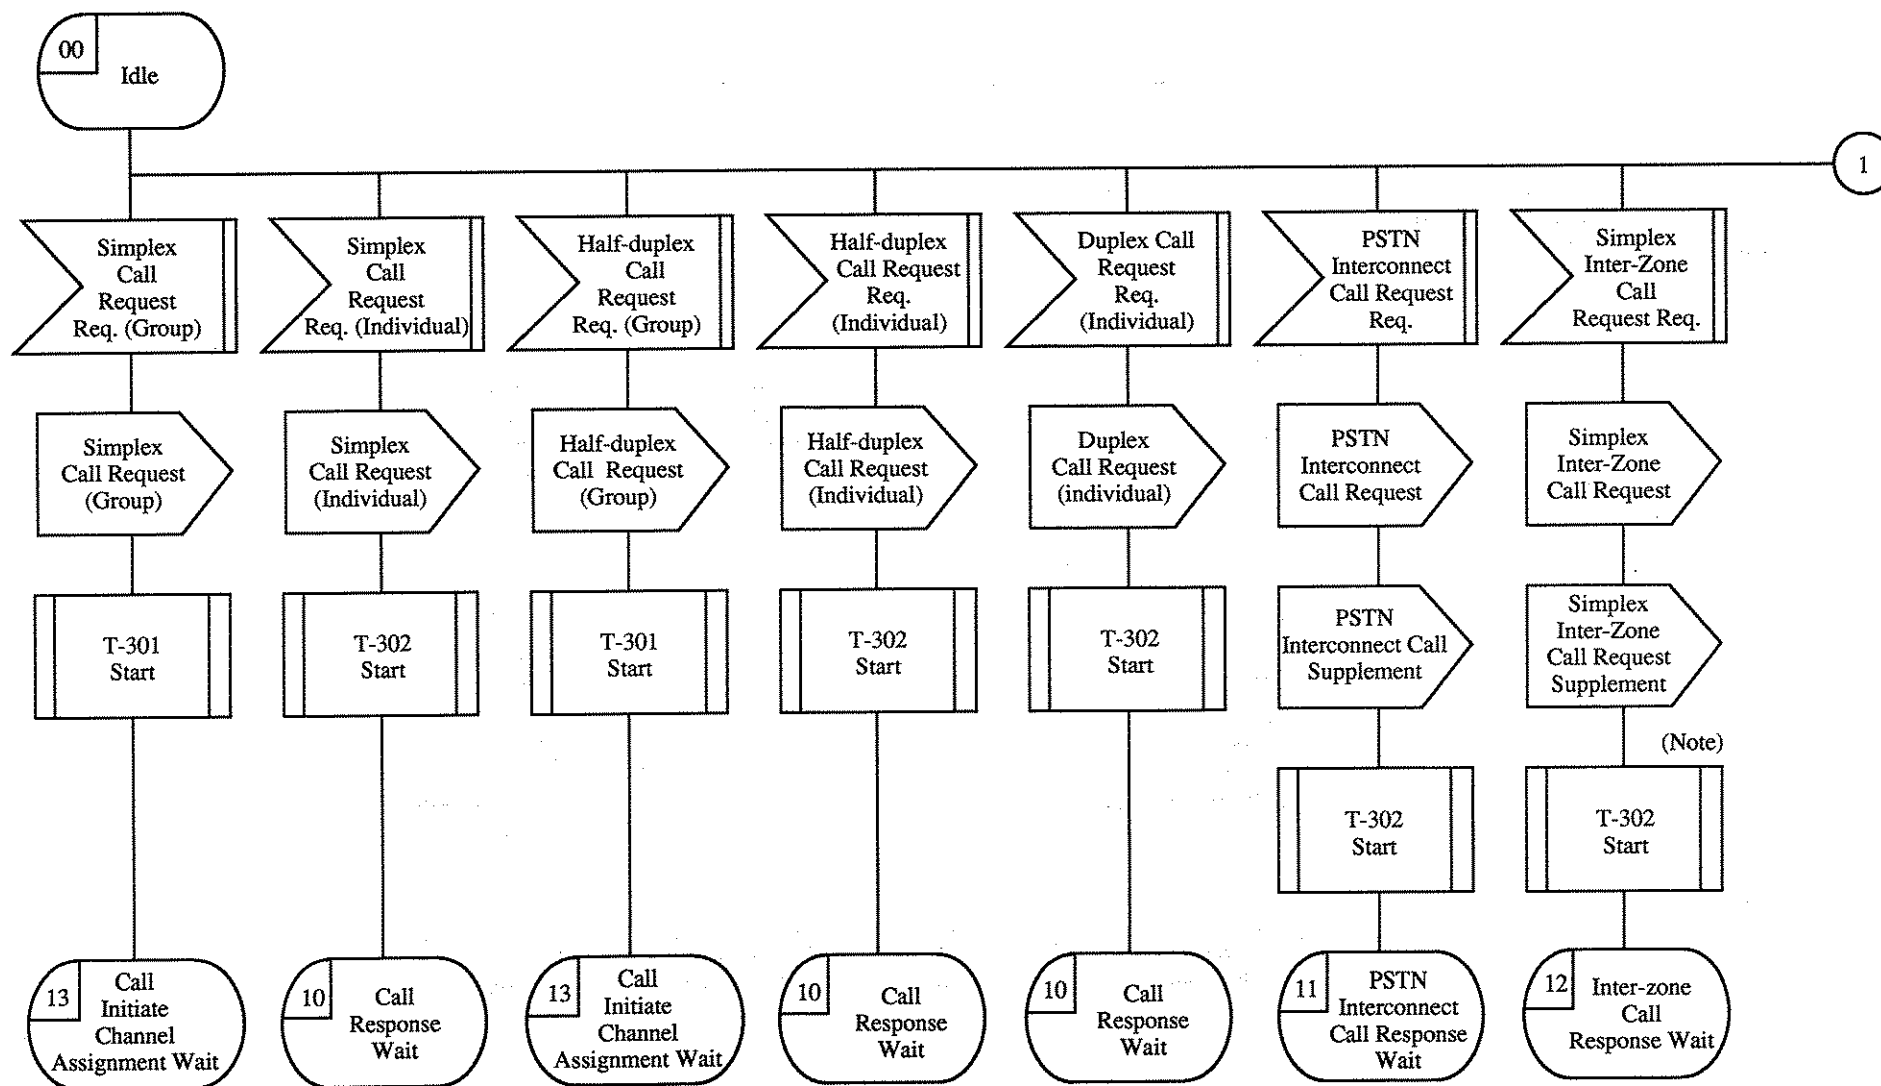 00
Idle
1
Simplex
Call
Request
Req. (Group)
Simplex
Call
Request
Req. (Individual)
Half-duplex
Call
Request
Req. (Group)
Half-duplex
Call Request
Req.
(Individual)
Duplex Call
Request
Req.
(Individual)
PSTN
Interconnect
Call Request
Req.
Simplex
Inter-Zone
Call
Request Req.
Simplex
Call Request
(Group)
Simplex
Call Request
(Individual)
Half-duplex
Call Request
(Group)
Half-duplex
Call Request
(Individual)
Duplex
Call Request
(individual)
PSTN
Interconnect
Call Request
Simplex
Inter-Zone
Call Request
T-301
Start
T-302
Start
T-301
Start
T-302
Start
T-302
Start
PSTN
Interconnect Call
Supplement
Simplex
Inter-Zone
Call Request
Supplement
(Note)
T-302
Start
T-302
Start
13
Call
Initiate
Channel
Assignment Wait
10
Call
Response
Wait
13
Call
Initiate
Channel
Assignment Wait
10
Call
Response
Wait
10
Call
Response
Wait
11
PSTN
Interconnect
Call Response
Wait
12
Inter-zone
Call
Response Wait